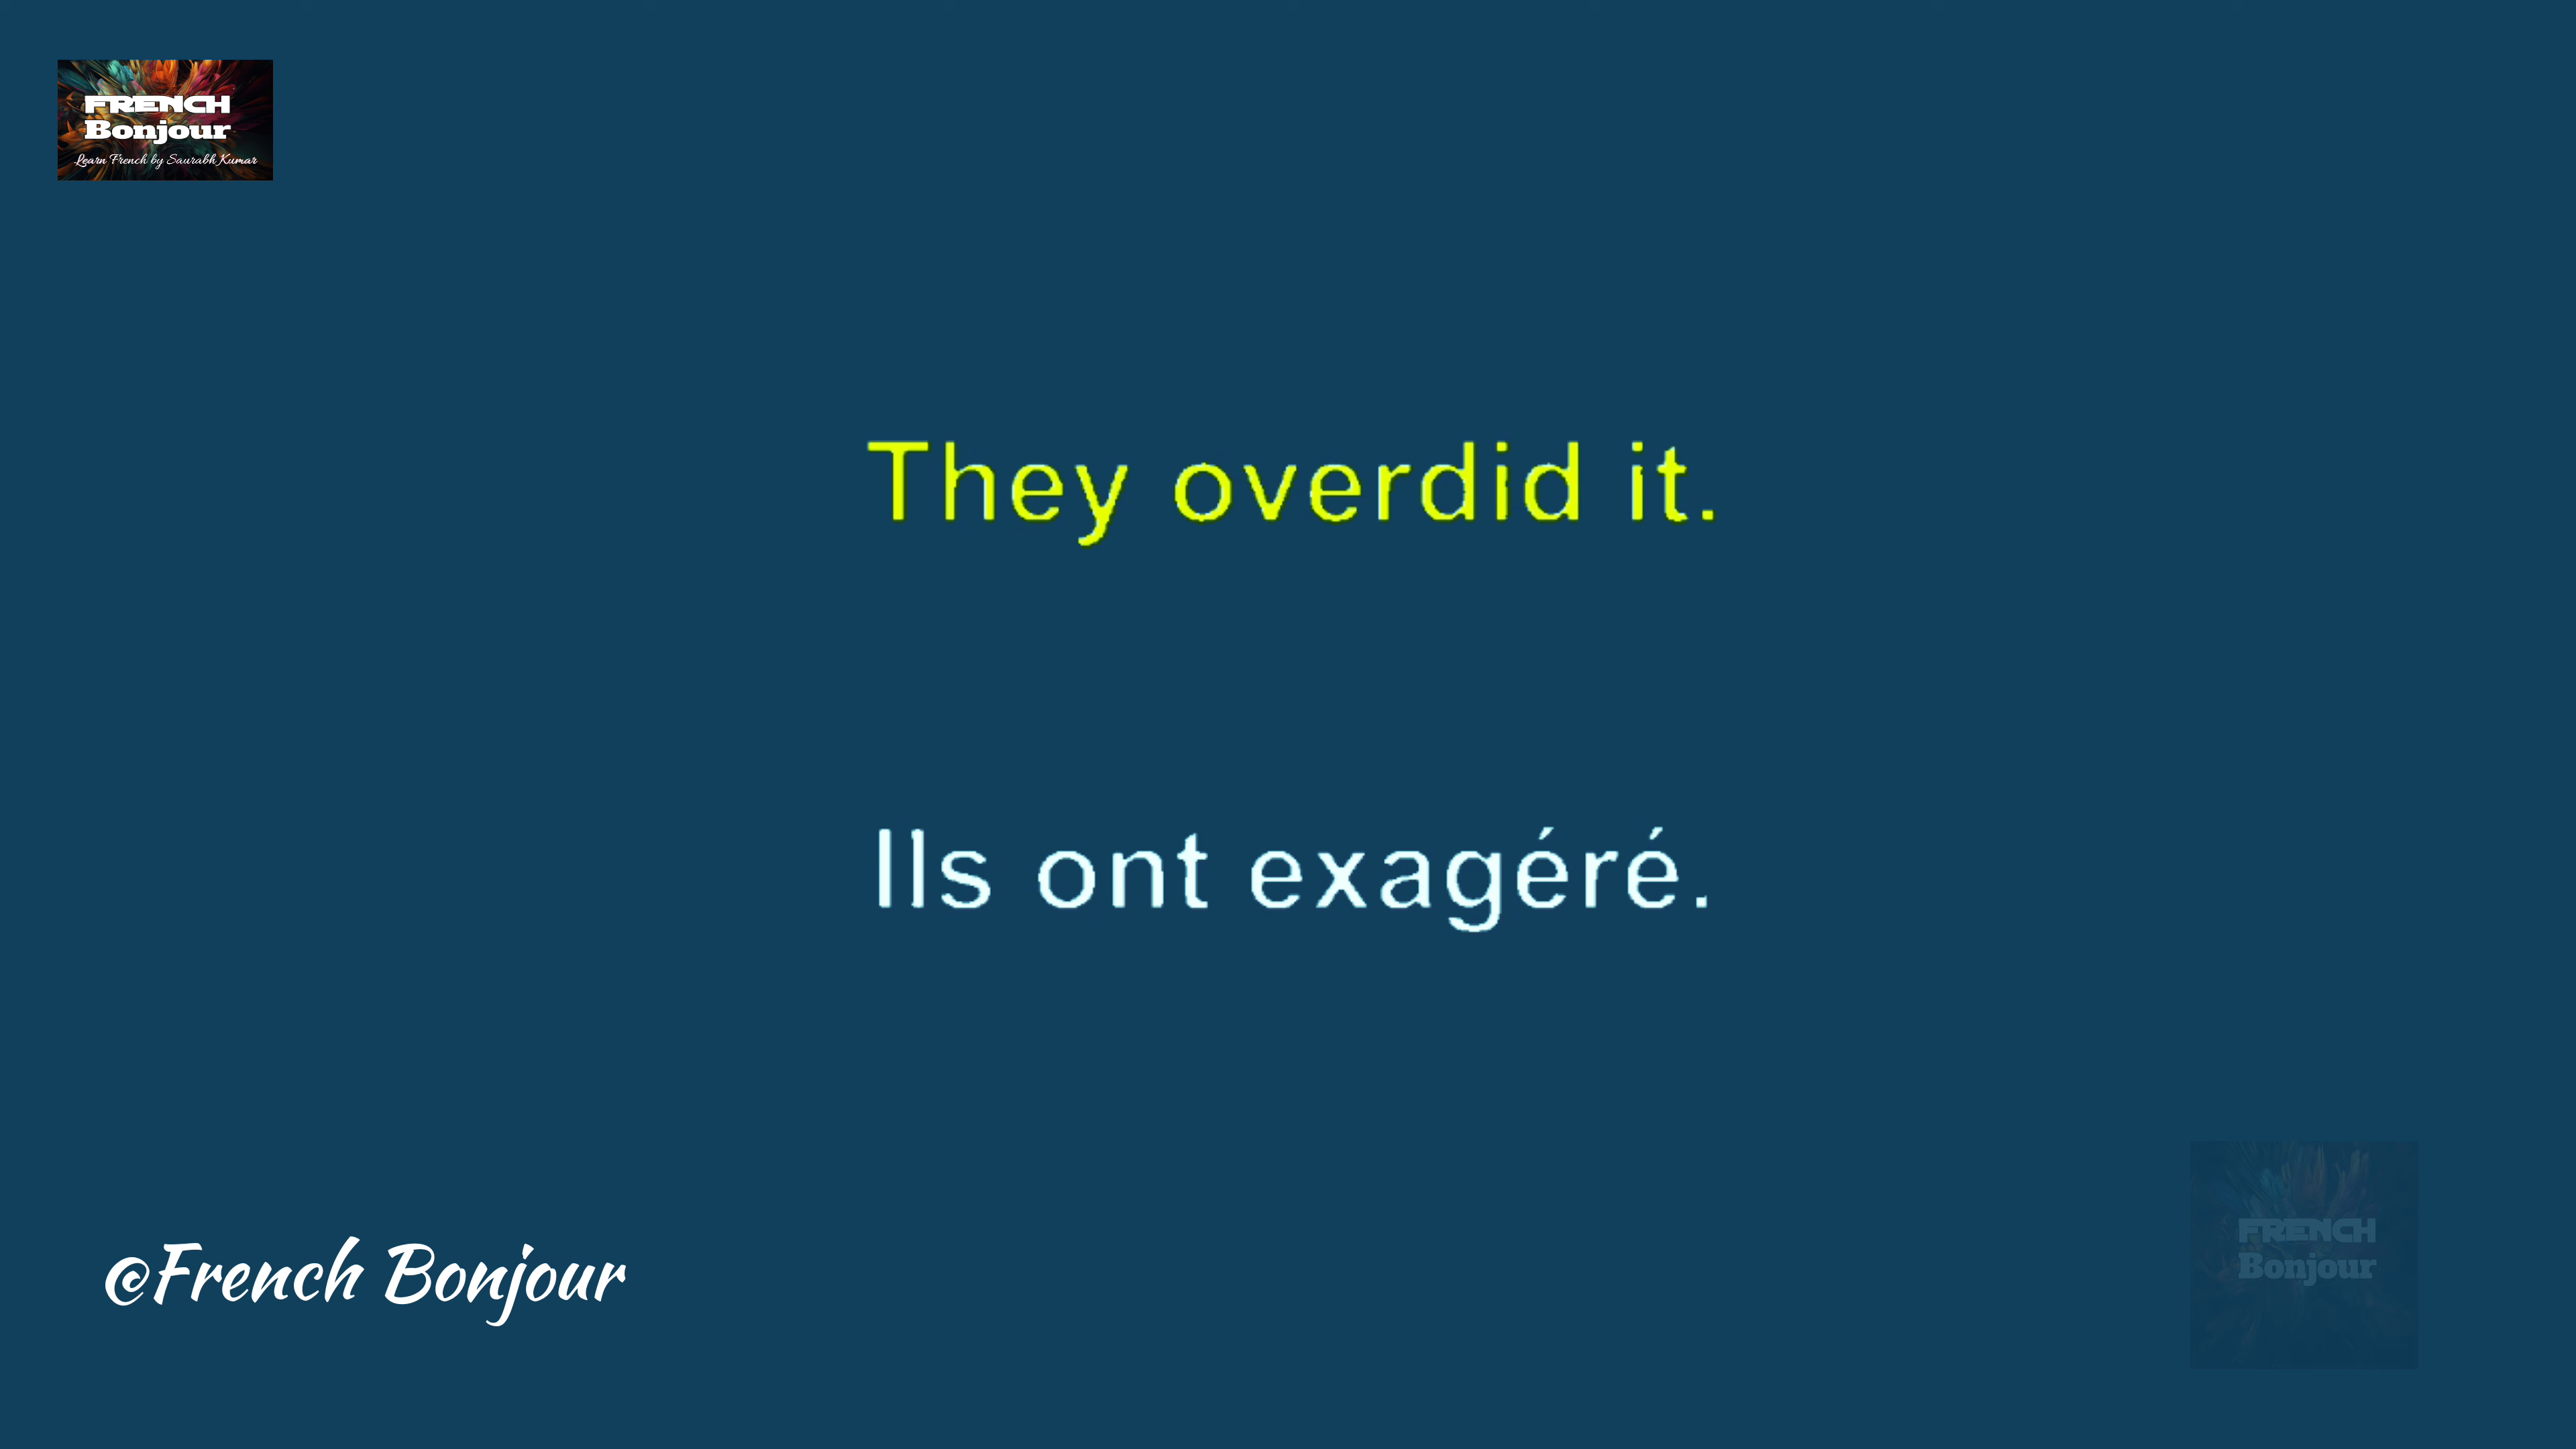 FRENCH
Bonjour
Learn French by Saurabh Kumar
They overdid it.
Ils ont exagéré.
@French Bonjour
FRENCH
Bonjour